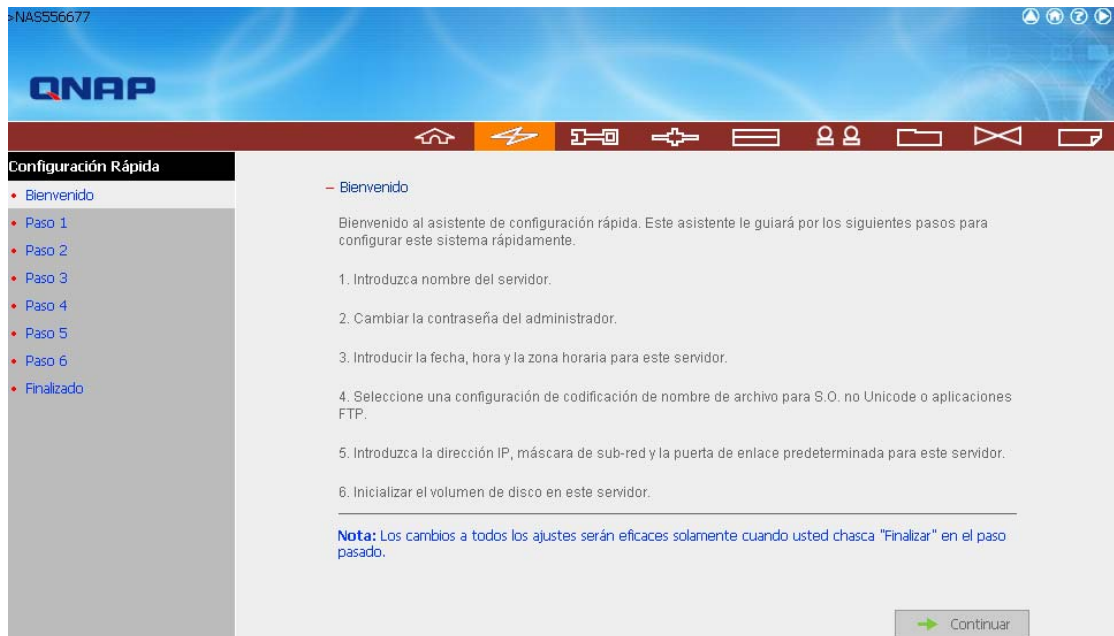 >NAS556677
QNAP
Configuración Rápida
Bienvenido
Paso 1
Paso 2
Paso 3
Paso 4
Paso 5
Paso 6
Finalizado
– Bienvenido
Bienvenido al asistente de configuración rápida. Este asistente le guiará por los siguientes pasos para
configurar este sistema rápidamente.
1. Introduzca nombre del servidor.
2. Cambiar la contraseña del administrador.
3. Introducir la fecha, hora y la zona horaria para este servidor.
4. Seleccione una configuración de codificación de nombre de archivo para S.O. no Unicode o aplicaciones
FTP.
5. Introduzca la dirección IP, máscara de sub-red y la puerta de enlace predeterminada para este servidor.
6. Inicializar el volumen de disco en este servidor.
Nota: Los cambios a todos los ajustes serán eficaces solamente cuando usted chasca "Finalizar" en el paso
pasado.
Continuar